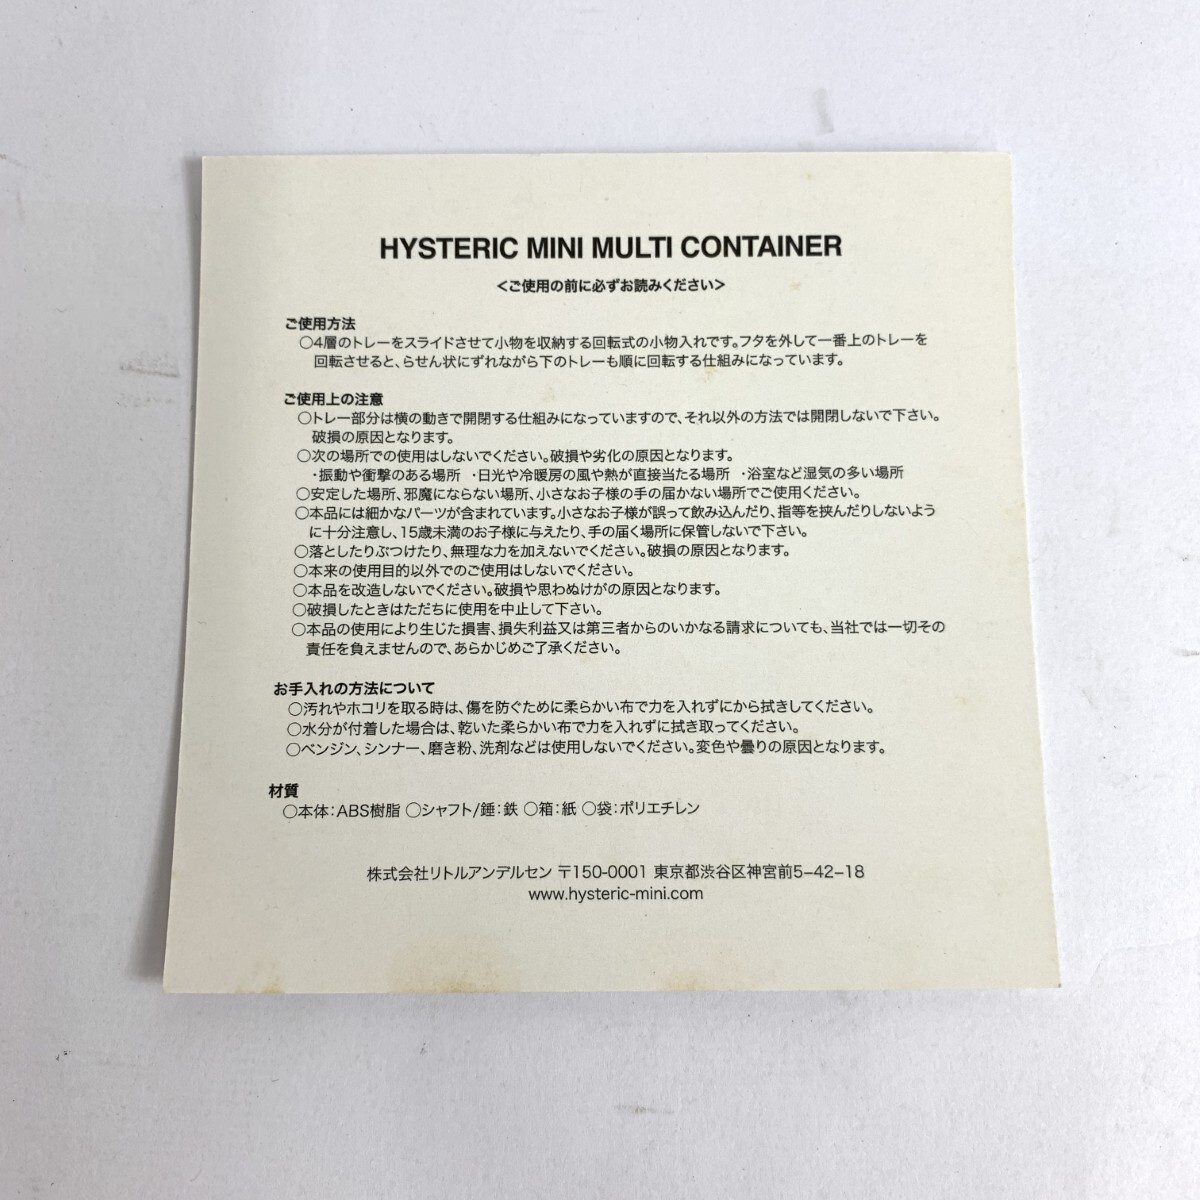 HYSTERIC MINI MULTI CONTAINER
＜ご使用の前に必ずお読みください＞
ご使用方法
○4層のトレーをスライドさせて小物を収納する回転式の小物入れです。フタを外して一番上のトレーを
回転させると、らせん状にずれながら下のトレーも順に回転する仕組みになっています。
ご使用上の注意
○トレー部分は横の動きで開閉する仕組みになっていますので、それ以外の方法では開閉しないで下さい。
破損の原因となります。
○次の場所での使用はしないでください。破損や劣化の原因となります。
・振動や衝撃のある場所 ・日光や冷暖房の風や熱が直接当たる場所 ・浴室など湿気の多い場所
○安定した場所、邪魔にならない場所、小さなお子様の手の届かない場所でご使用ください。
○本品には細かなパーツが含まれています。小さなお子様が誤って飲み込んだり、指等を挟んだりしないよう
に十分注意し、15歳未満のお子様に与えたり、手の届く場所に保管しないで下さい。
○落としたりぶつけたり、無理な力を加えないでください。破損の原因となります。
○本来の使用目的以外でのご使用はしないでください。
○本品を改造しないでください。破損や思わぬけがの原因となります。
○破損したときはただちに使用を中止して下さい。
○本品の使用により生じた損害、損失利益又は第三者からのいかなる請求についても、当社では一切その
責任を負えませんので、あらかじめご了承ください。
お手入れの方法について
○汚れやホコリを取る時は、傷を防ぐために柔らかい布で力を入れずにから拭きしてください。
○水分が付着した場合は、乾いた柔らかい布で力を入れずに拭き取ってください。
○ベンジン、シンナー、磨き粉、洗剤などは使用しないでください。変色や曇りの原因となります。
材質
○本体：ABS樹脂 ○シャフト/錘：鉄 ○箱：紙 ○袋：ポリエチレン
株式会社リトルアンデルセン 〒150-0001 東京都渋谷区神宮前5-42-18
www.hysteric-mini.com